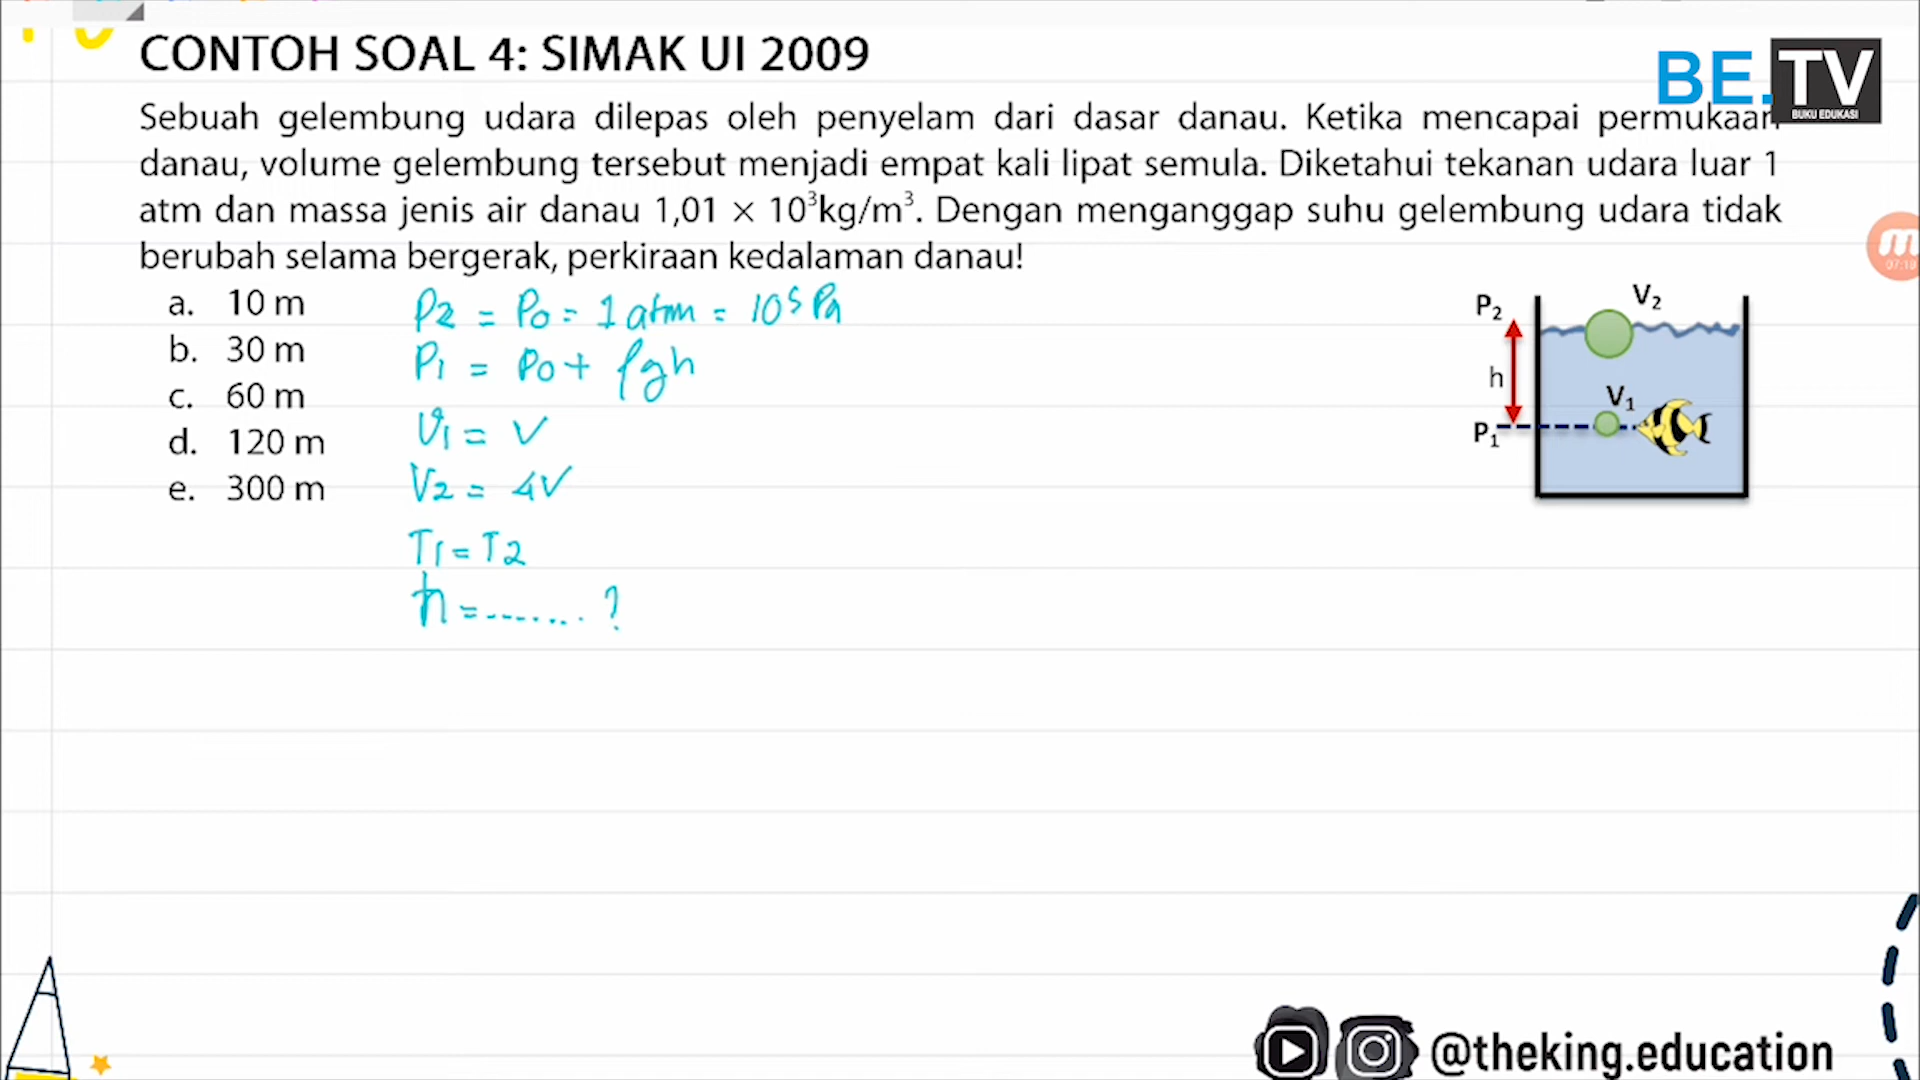 CONTOH SOAL 4: SIMAK UI 2009
BE.TV
BUKU EDUKASI
Sebuah gelembung udara dilepas oleh penyelam dari dasar danau. Ketika mencapai permukaan
danau, volume gelembung tersebut menjadi empat kali lipat semula. Diketahui tekanan udara luar 1
atm dan massa jenis air danau 1,01 × 10³kg/m³. Dengan menganggap suhu gelembung udara tidak
berubah selama bergerak, perkiraan kedalaman danau!
07:19
a. 10 m
b. 30 m
c. 60 m
d. 120 m
e. 300 m
P2 = P0 = 1 atm = 10⁵ Pa
P1 = P0 + ρgh
V1 = V
V2 = 4V
T1 = T2
h = ....... ?
P₂
V₂
h
V₁
P₁
@theking.education